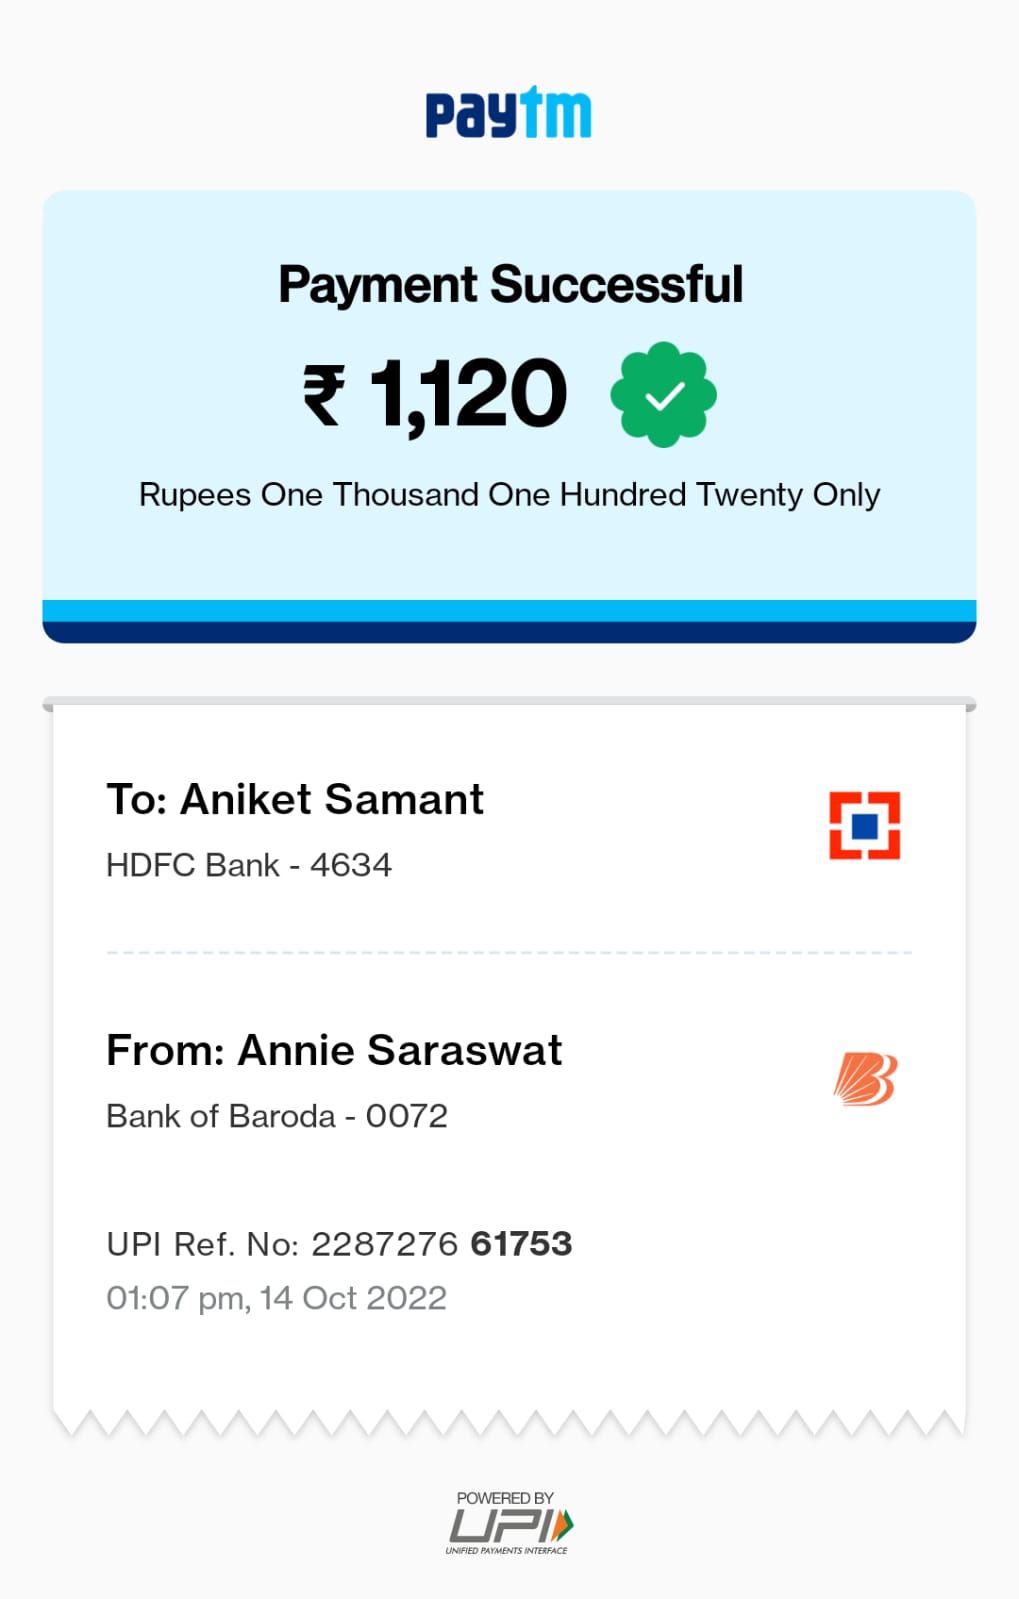 paytm
Payment Successful
₹ 1,120
Rupees One Thousand One Hundred Twenty Only
To: Aniket Samant
HDFC Bank - 4634
From: Annie Saraswat
Bank of Baroda - 0072
UPI Ref. No: 2287276 61753
01:07 pm, 14 Oct 2022
POWERED BY
UPI
UNIFIED PAYMENTS INTERFACE